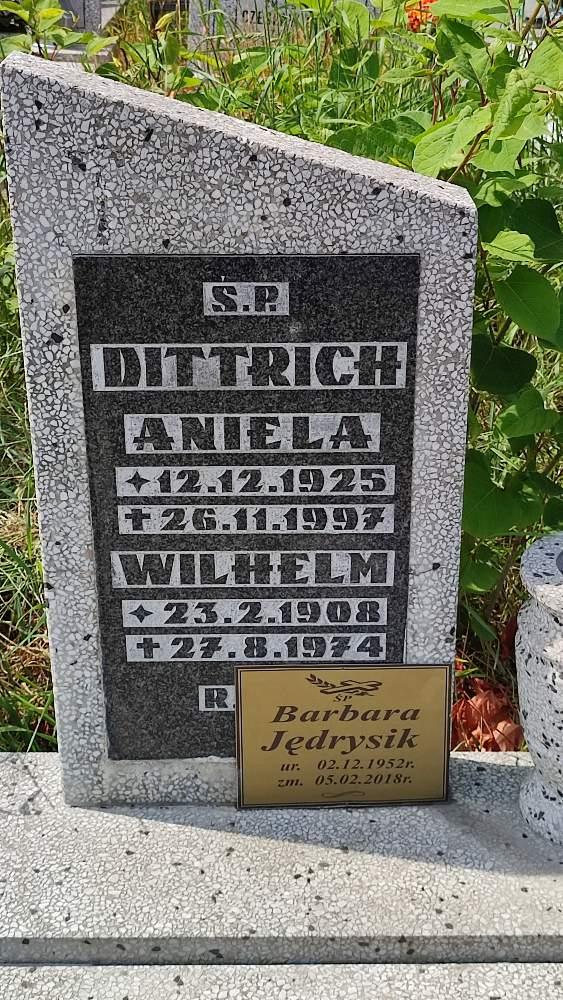 Ś.P.
DITTRICH
ANIELA
✦12.12.1925
✝26.11.1997
WILHELM
✦23.2.1908
✝27.8.1974
R.
ŚP
Barbara
Jędrysik
ur. 02.12.1952r.
zm. 05.02.2018r.